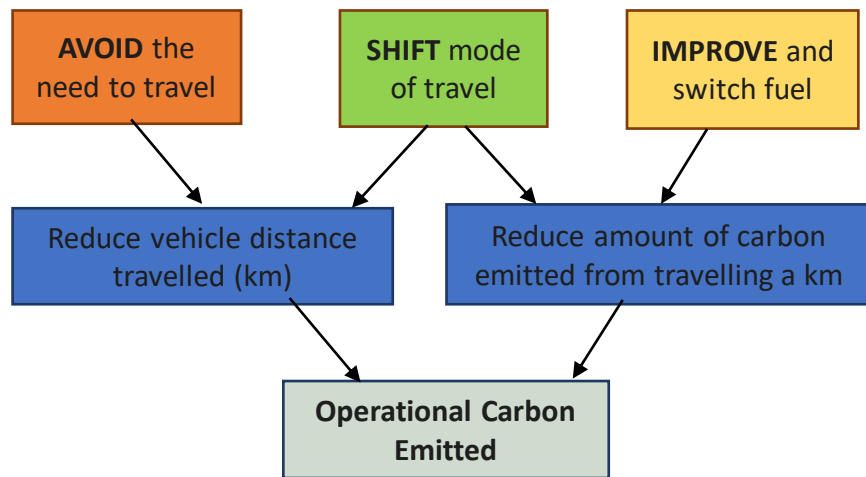 AVOID the
need to travel
SHIFT mode
of travel
IMPROVE and
switch fuel
Reduce vehicle distance
travelled (km)
Reduce amount of carbon
emitted from travelling a km
Operational Carbon
Emitted